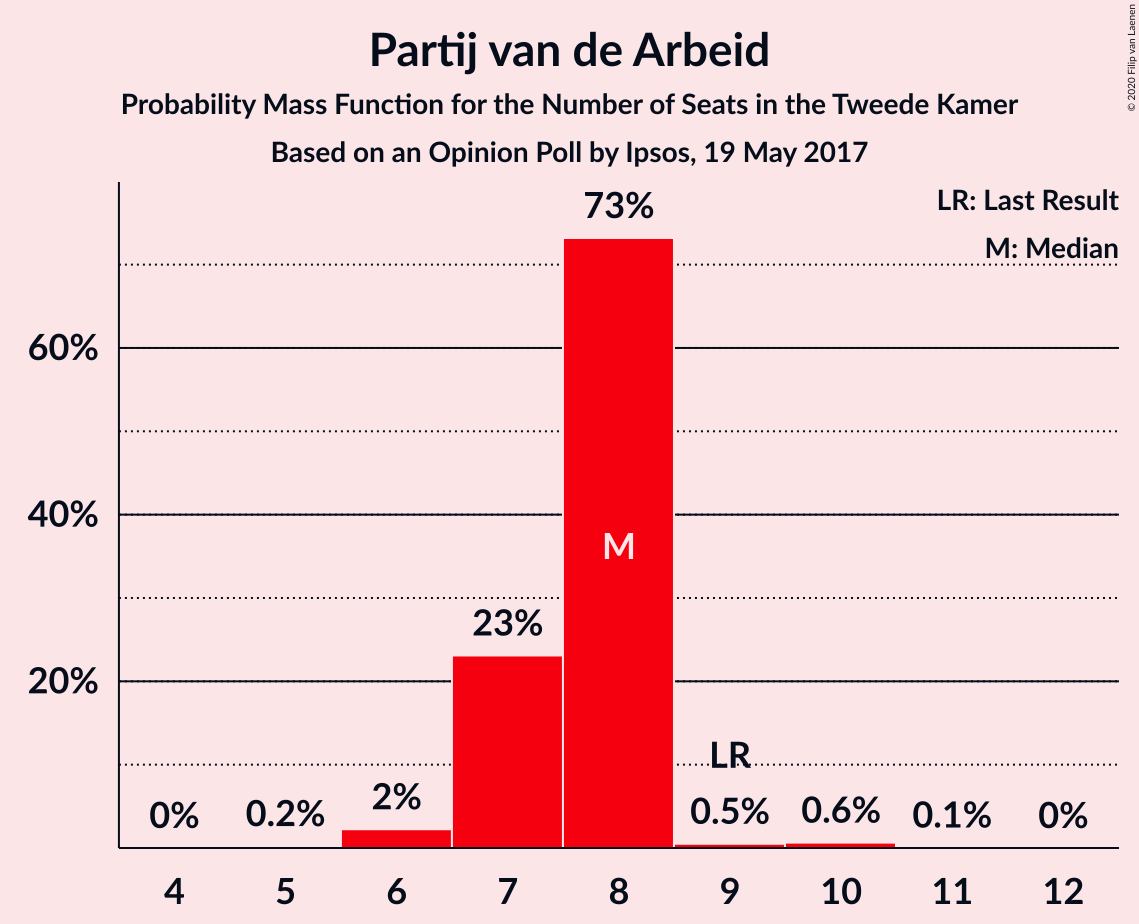 Partij van de Arbeid
Probability Mass Function for the Number of Seats in the Tweede Kamer
Based on an Opinion Poll by Ipsos, 19 May 2017
© 2020 Filip van Laenen
LR: Last Result
M: Median
73%
60%
40%
M
23%
20%
LR
0%
0.2%
2%
0.5%
0.6%
0.1%
0%
4 5 6 7 8 9 10 11 12